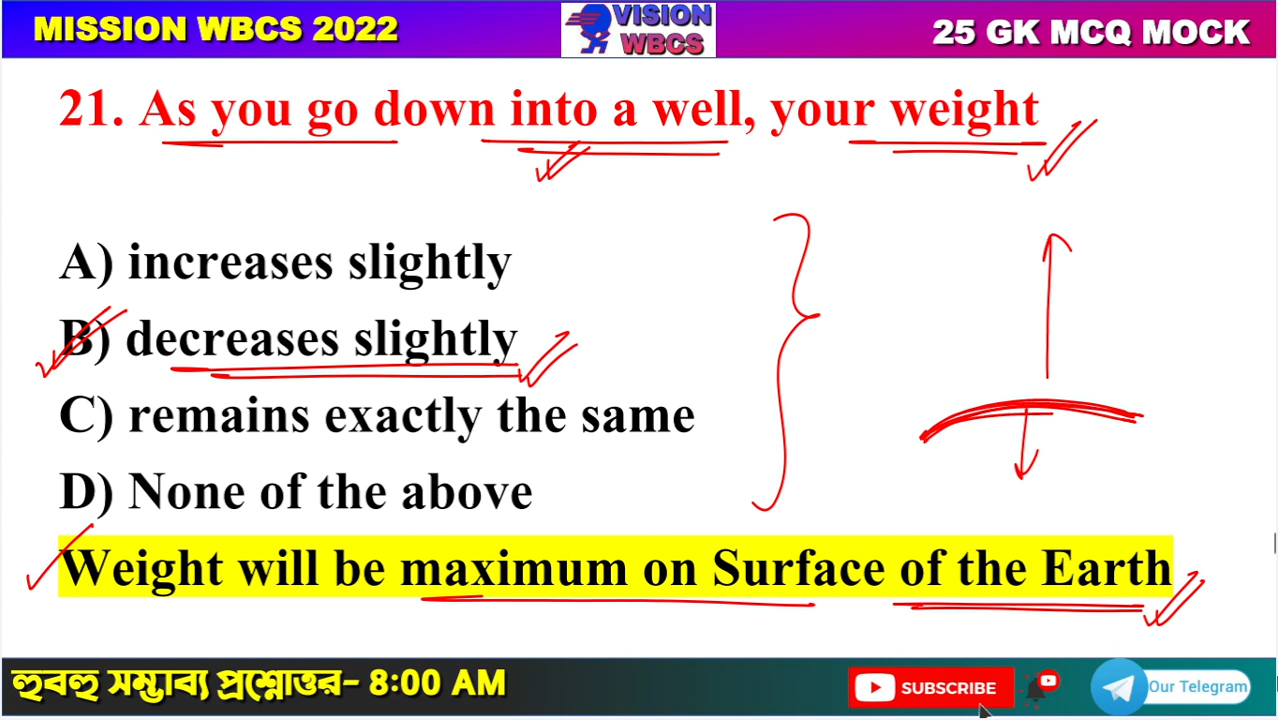 MISSION WBCS 2022
VISION
WBCS
25 GK MCQ MOCK
21. As you go down into a well, your weight
A) increases slightly
B) decreases slightly
C) remains exactly the same
D) None of the above
Weight will be maximum on Surface of the Earth
হুবহু সম্ভাব্য প্রশ্নোত্তর- 8:00 AM
SUBSCRIBE
Our Telegram